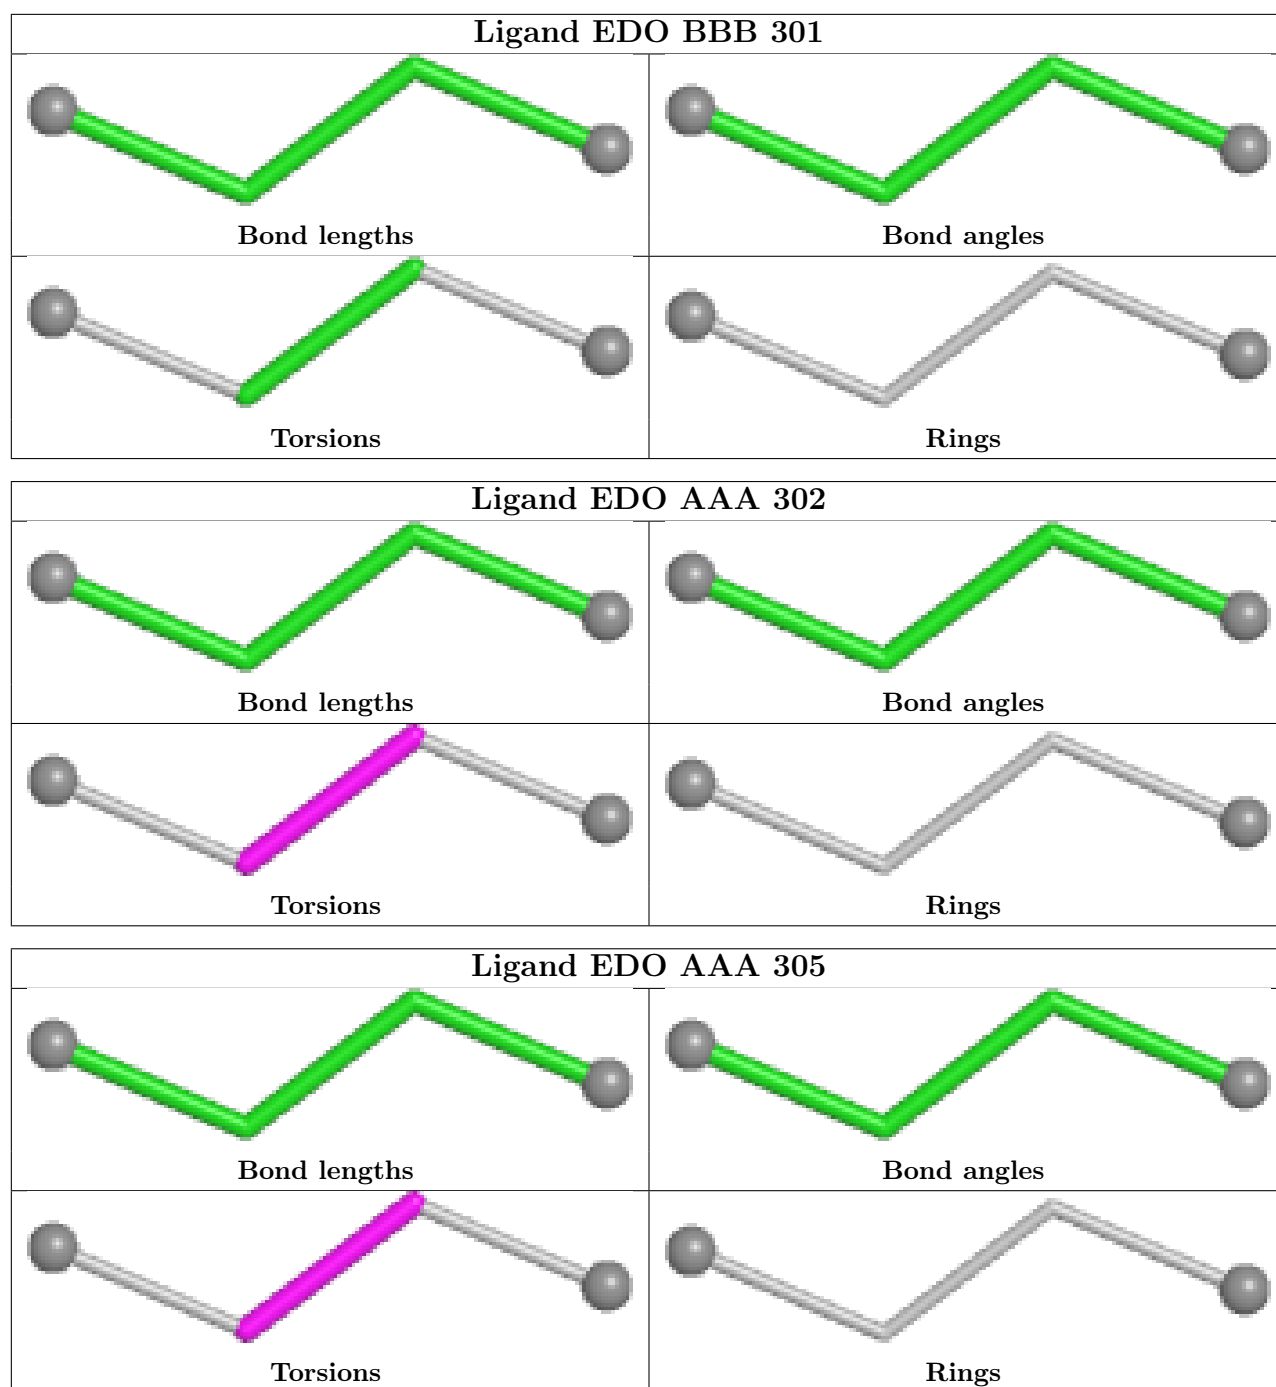 Ligand EDO BBB 301
Bond lengths Bond angles
Torsions Rings
Ligand EDO AAA 302
Bond lengths Bond angles
Torsions Rings
Ligand EDO AAA 305
Bond lengths Bond angles
Torsions Rings